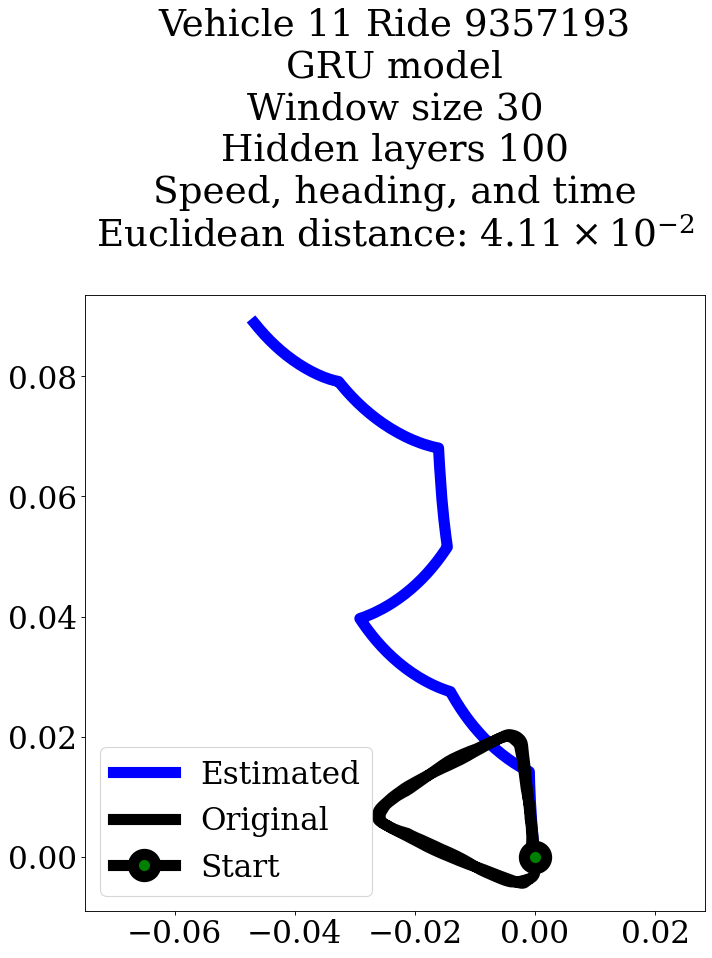 Vehicle 11 Ride 9357193
GRU model
Window size 30
Hidden layers 100
Speed, heading, and time
Euclidean distance: 4.11 × 10⁻²
0.08
0.06
0.04
0.02
0.00
Estimated
Original
Start
−0.06 −0.04 −0.02 0.00 0.02